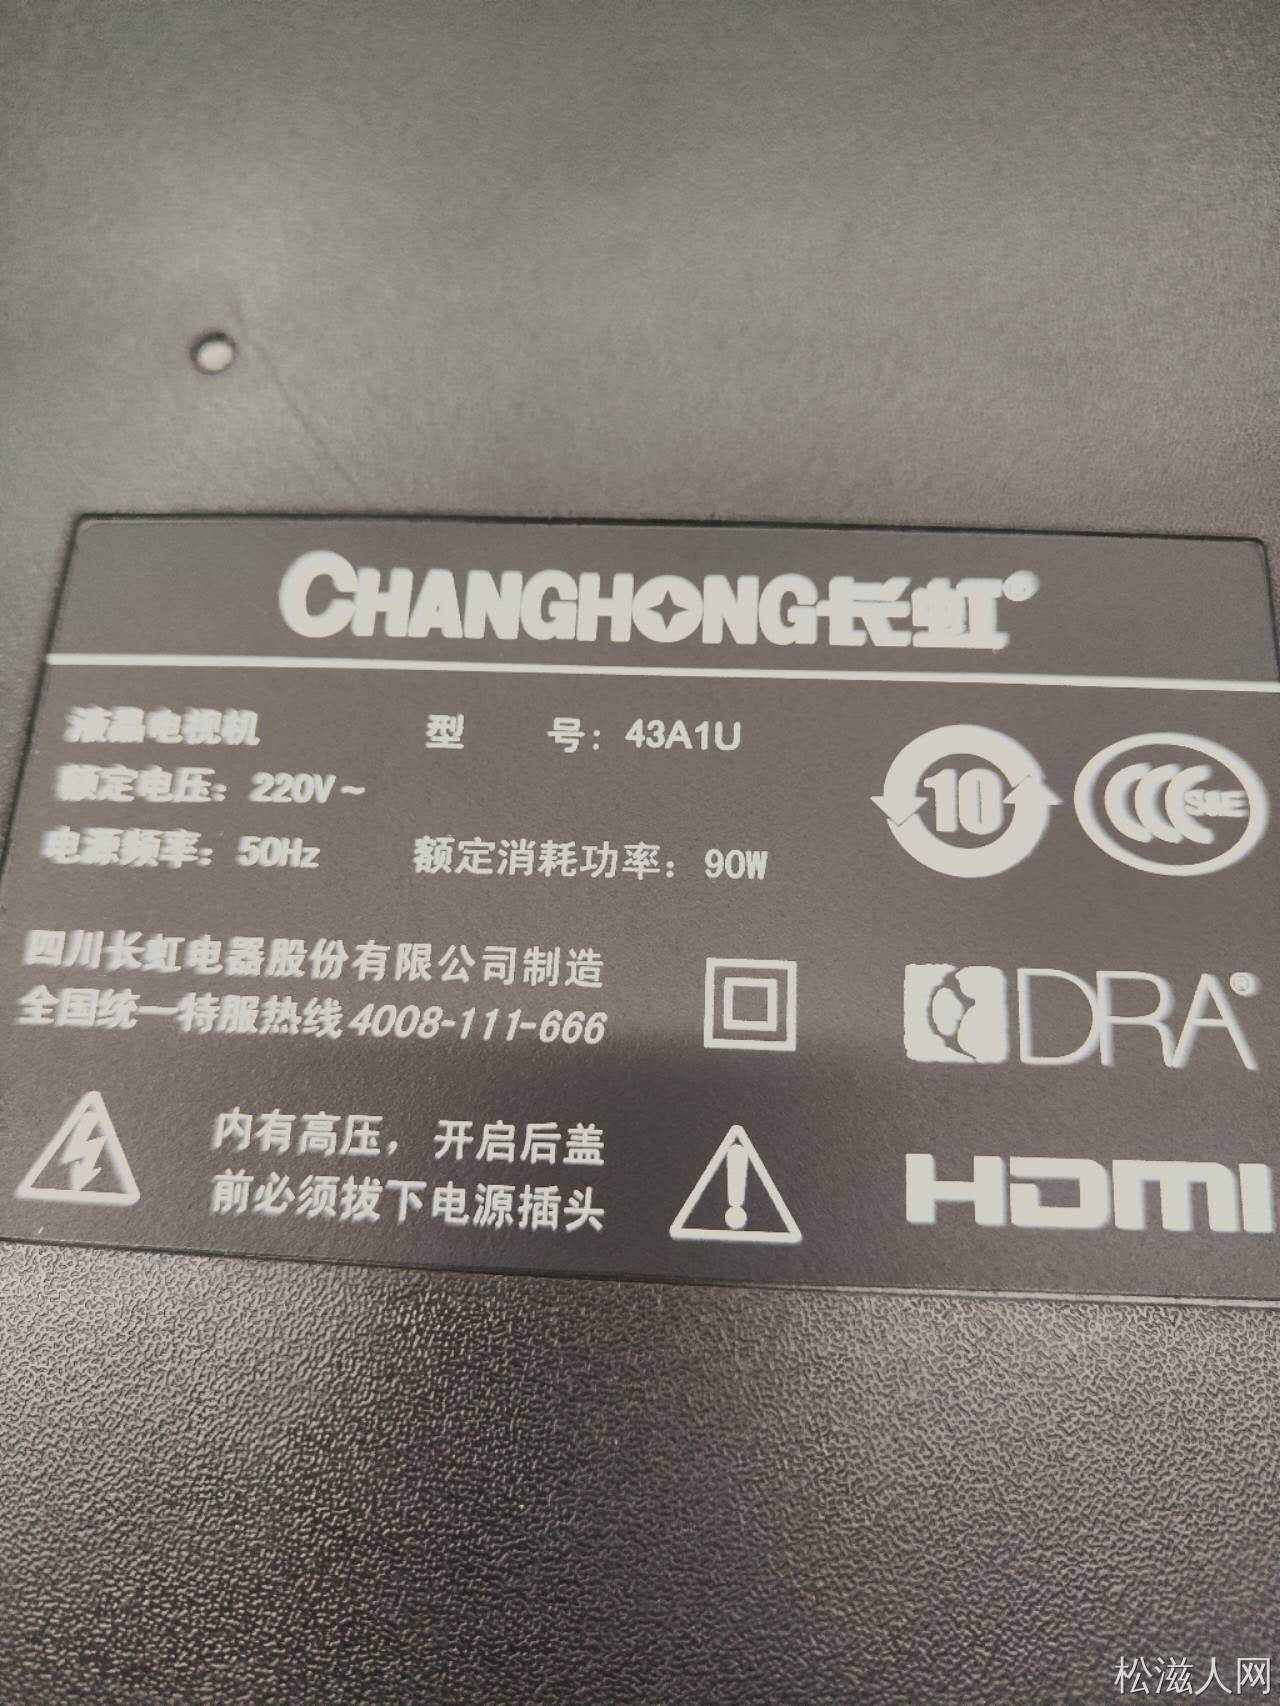 CHANGHONG长虹®
液晶电视机 型 号：43A1U
额定电压：220V~
电源频率：50Hz 额定消耗功率：90W
10
CCC S&E
四川长虹电器股份有限公司制造
全国统一特服热线4008-111-666
DRA®
内有高压，开启后盖
前必须拔下电源插头
HDMI
松滋人网